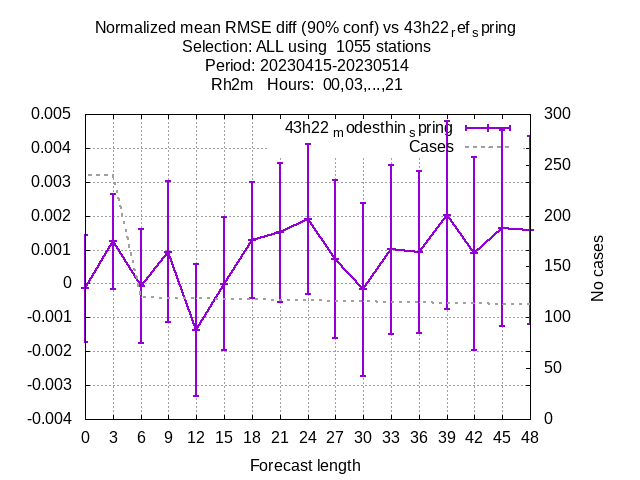 Normalized mean RMSE diff (90% conf) vs 43h22refspring
Selection: ALL using 1055 stations
Period: 20230415-20230514
Rh2m Hours: 00,03,...,21
43h22modesthinspring
Cases
0.005
0.004
0.003
0.002
0.001
0
-0.001
-0.002
-0.003
-0.004
300
250
200
150
100
50
0
No cases
0 3 6 9 12 15 18 21 24 27 30 33 36 39 42 45 48
Forecast length